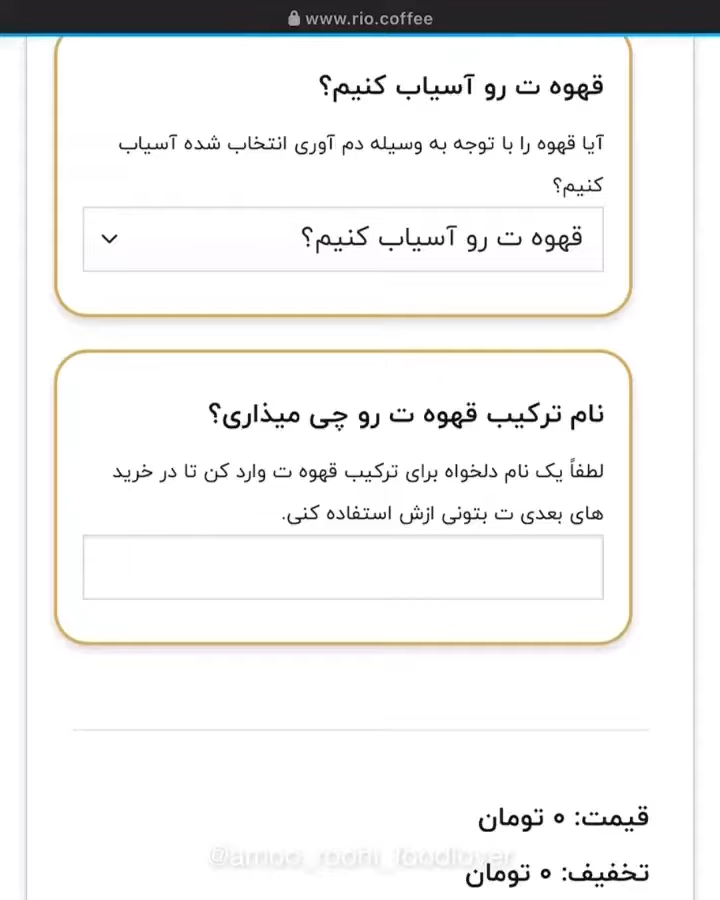 www.rio.coffee
قهوه ت رو آسیاب کنیم؟
آیا قهوه را با توجه به وسیله دم آوری انتخاب شده آسیاب
کنیم؟
قهوه ت رو آسیاب کنیم؟
نام ترکیب قهوه ت رو چی میذاری؟
لطفاً یک نام دلخواه برای ترکیب قهوه ت وارد کن تا در خرید
های بعدی ت بتونی ازش استفاده کنی.
قیمت: ۰ تومان
تخفیف: ۰ تومان